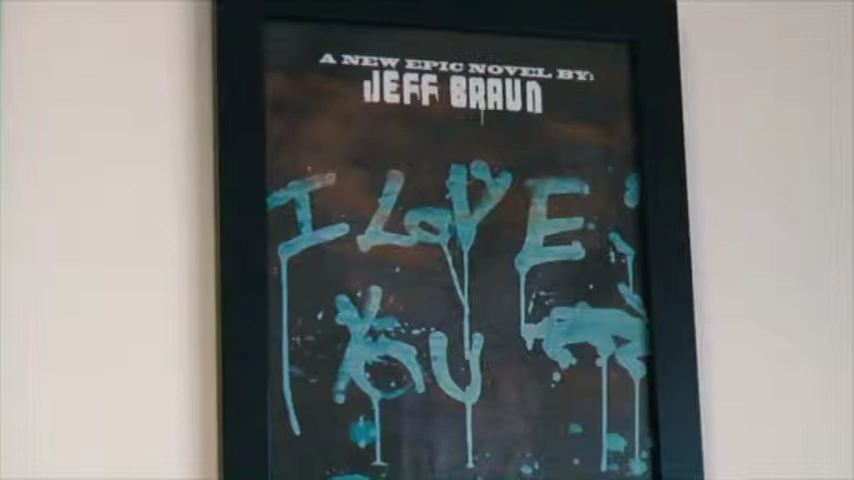 A NEW EPIC NOVEL BY:
JEFF BRAUN
I LOVE
YOU